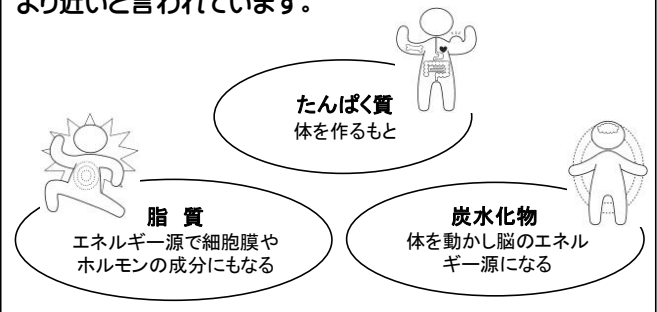 より近いと言われています。
たんぱく質
体を作るもと
脂 質
エネルギー源で細胞膜や
ホルモンの成分にもなる
炭水化物
体を動かし脳のエネル
ギー源になる